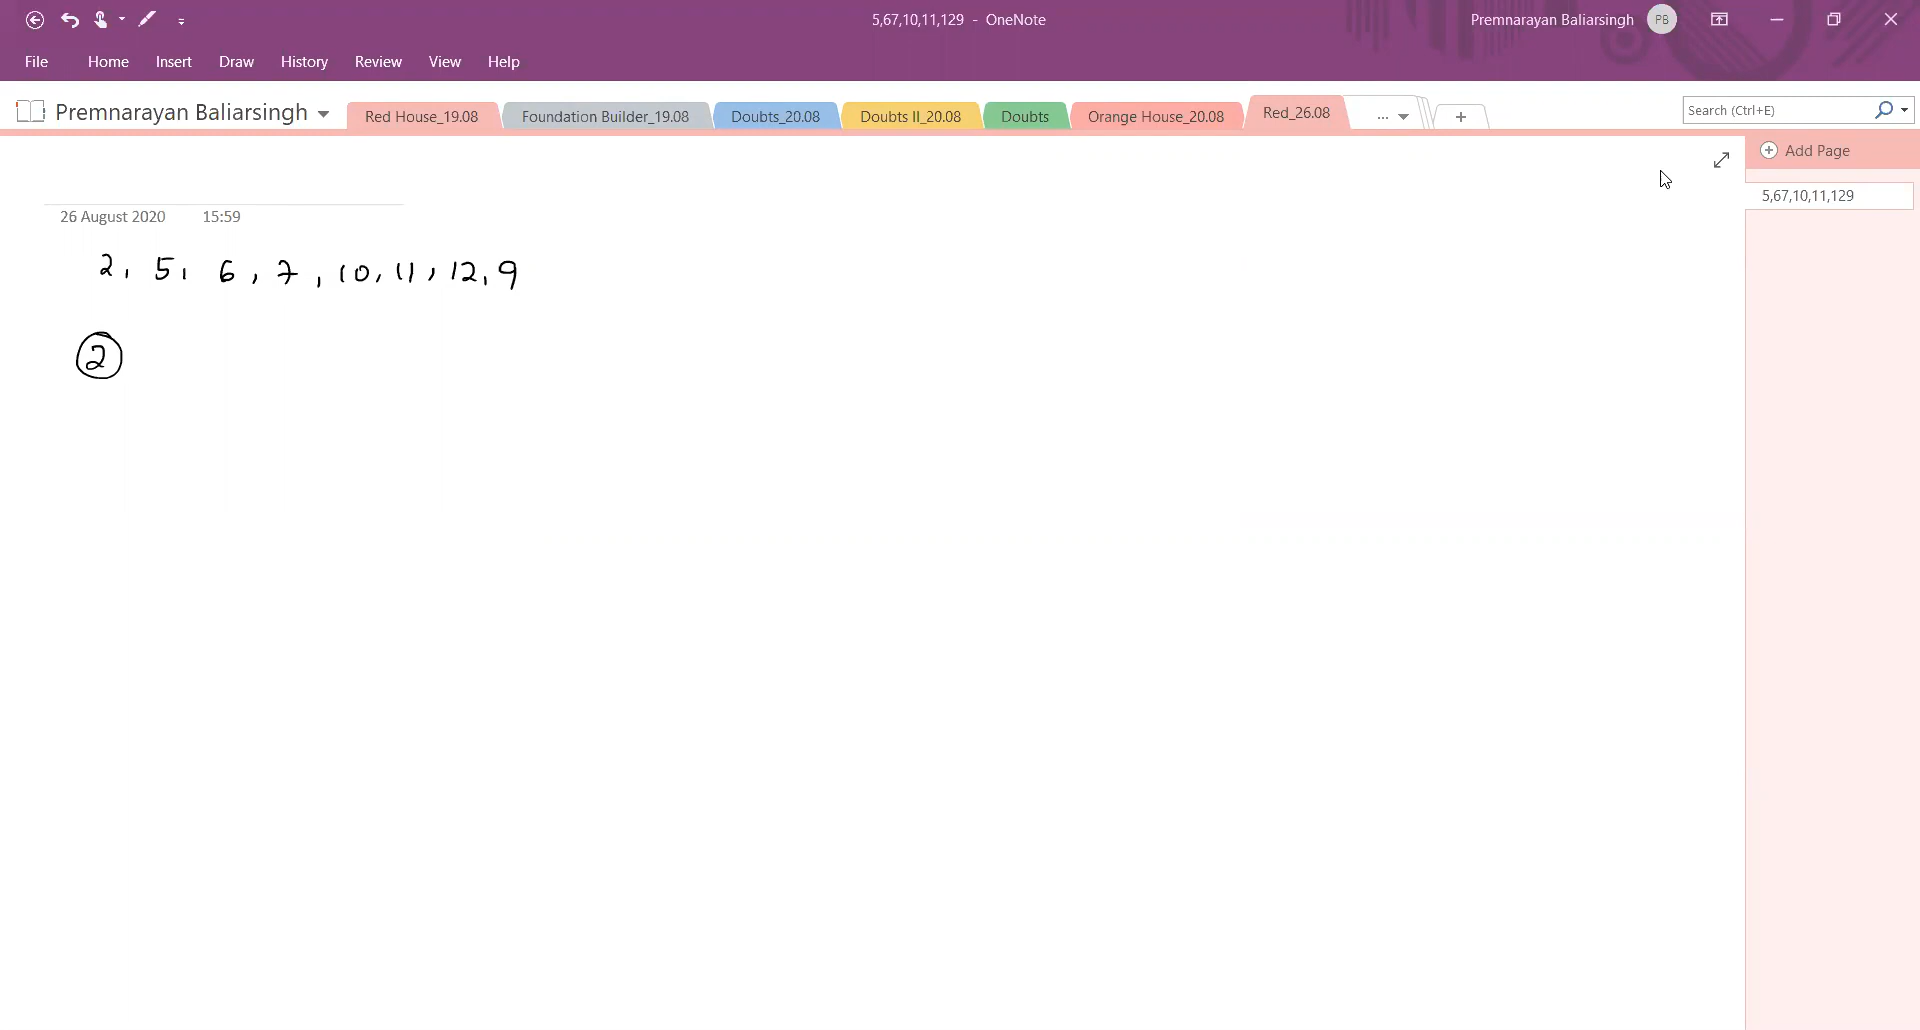 5,67,10,11,129 - OneNote
Premnarayan Baliarsingh PB
File Home Insert Draw History Review View Help
Premnarayan Baliarsingh
Red House_19.08 Foundation Builder_19.08 Doubts_20.08 Doubts II_20.08 Doubts Orange House_20.08 Red_26.08 ...
Search (Ctrl+E)
Add Page
5,67,10,11,129
26 August 2020 15:59
2, 5, 6, 7, 10, 11, 12, 9
2